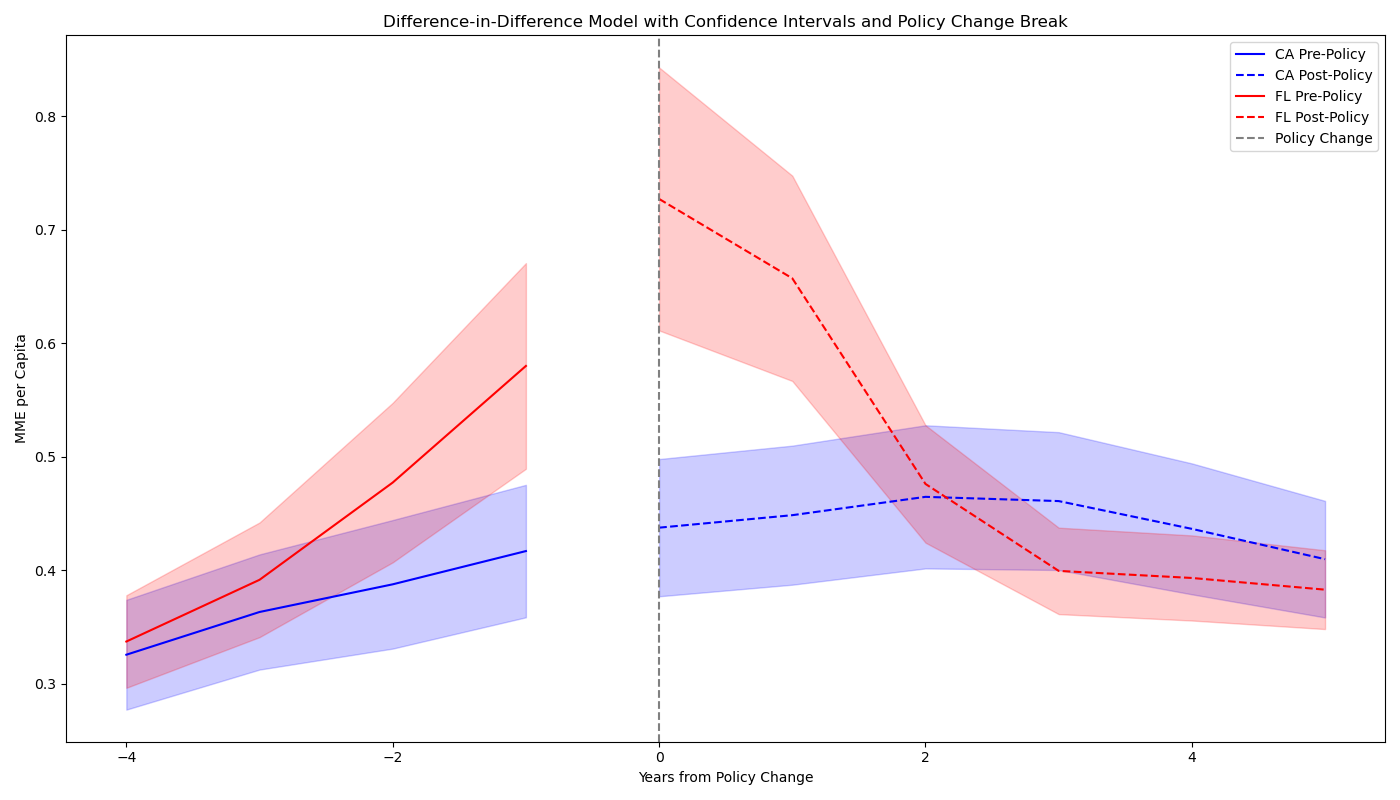 Difference-in-Difference Model with Confidence Intervals and Policy Change Break
CA Pre-Policy
CA Post-Policy
FL Pre-Policy
FL Post-Policy
Policy Change
MME per Capita
0.8
0.7
0.6
0.5
0.4
0.3
−4
−2
0
2
4
Years from Policy Change